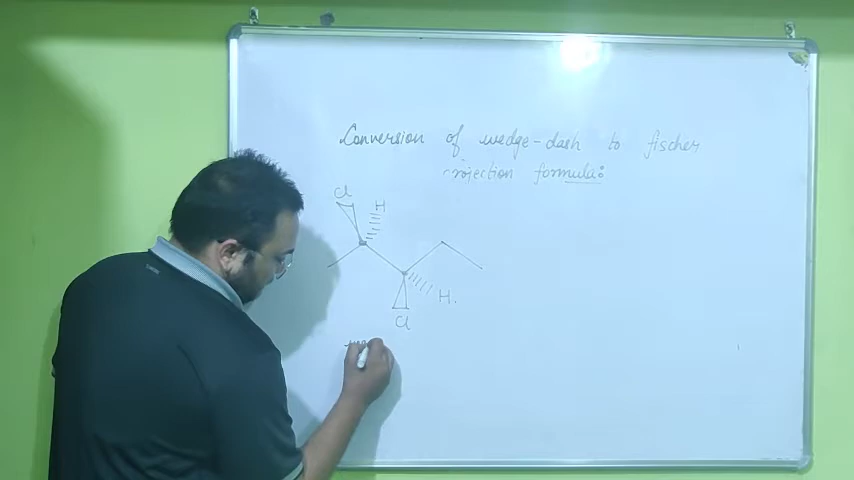 Conversion of wedge-dash to fischer
projection formula:
Cl H
H.
Cl